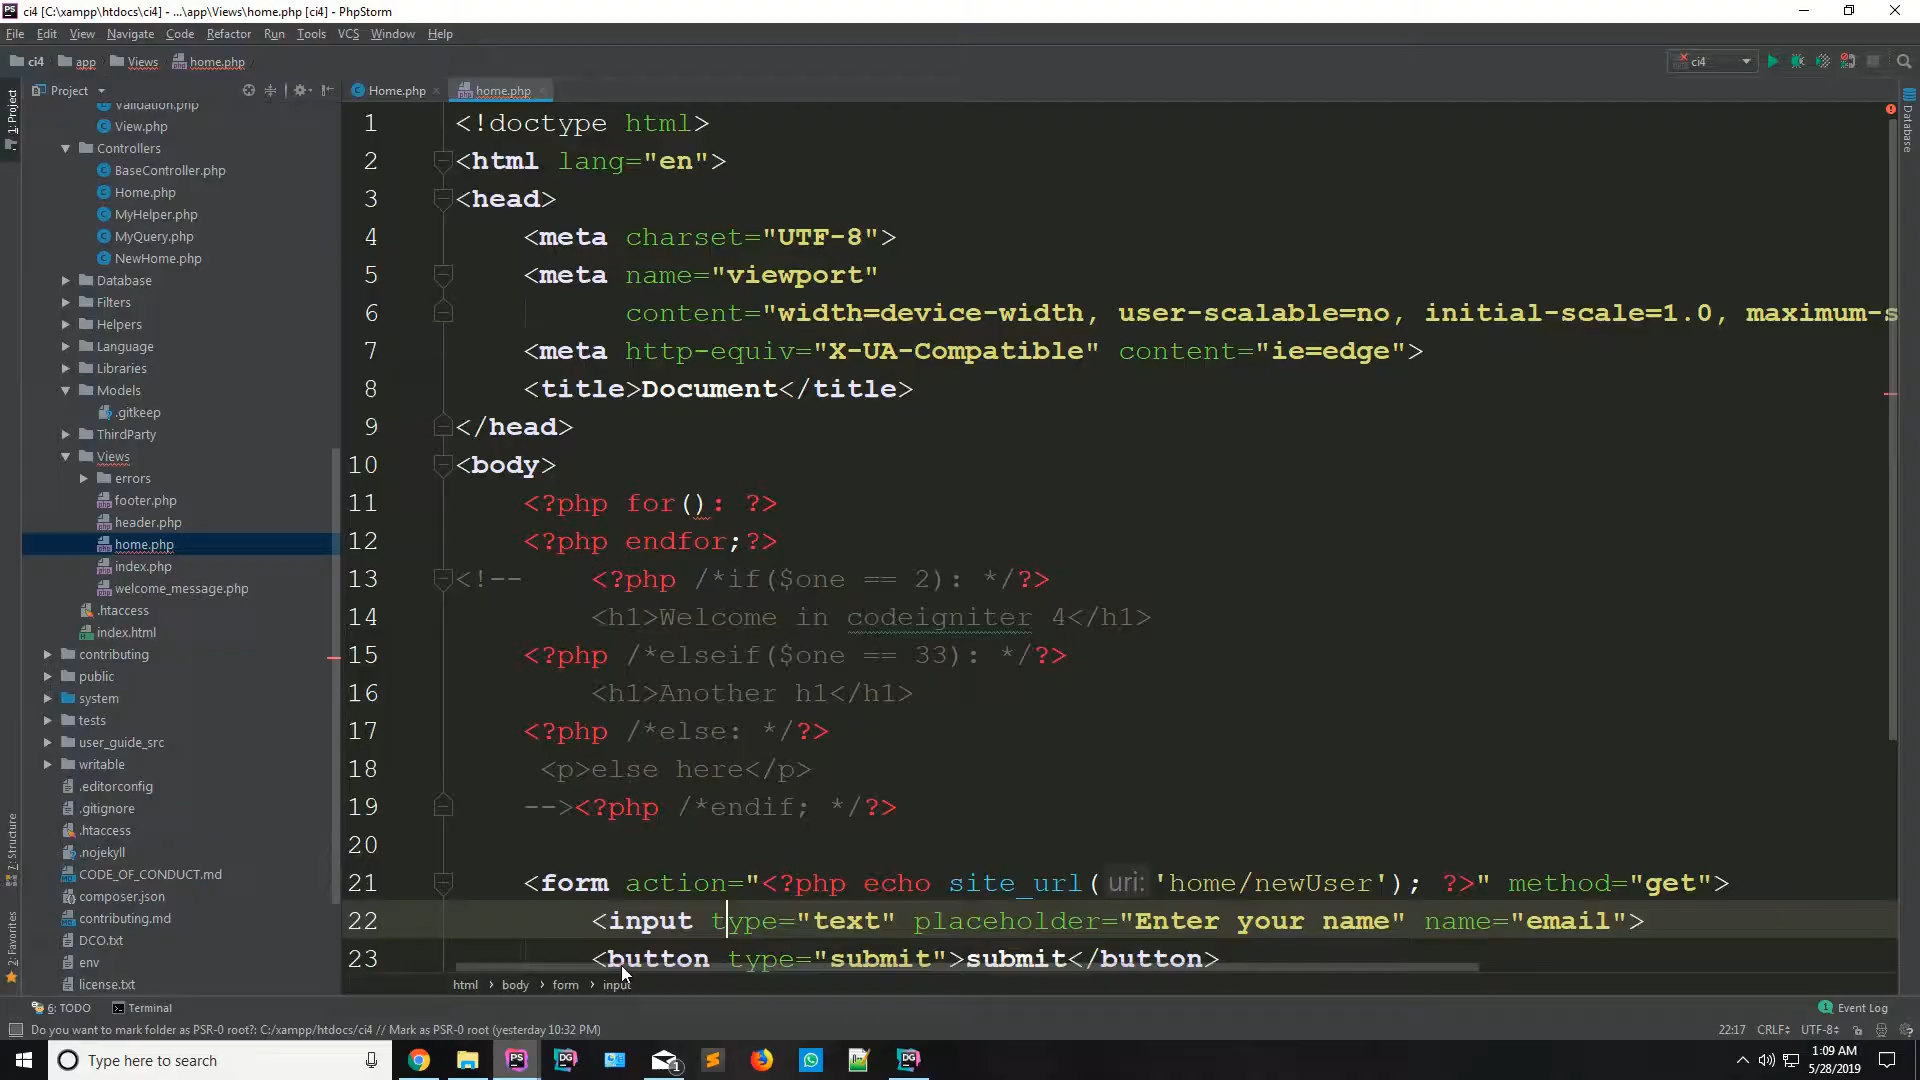 ci4 [C:\xampp\htdocs\ci4] - ...\app\Views\home.php [ci4] - PhpStorm
File Edit View Navigate Code Refactor Run Tools VCS Window Help
ci4 app Views home.php
ci4
Project
Home.php
home.php
1: Project
Database
Validation.php
View.php
Controllers
BaseController.php
Home.php
MyHelper.php
MyQuery.php
NewHome.php
Database
Filters
Helpers
Language
Libraries
Models
.gitkeep
ThirdParty
Views
errors
footer.php
header.php
home.php
index.php
welcome_message.php
.htaccess
index.html
contributing
public
system
tests
user_guide_src
writable
.editorconfig
.gitignore
.htaccess
.nojekyll
CODE_OF_CONDUCT.md
composer.json
contributing.md
DCO.txt
env
license.txt
7: Structure
2: Favorites
1 <!doctype html>
2 <html lang="en">
3 <head>
4 <meta charset="UTF-8">
5 <meta name="viewport"
6 content="width=device-width, user-scalable=no, initial-scale=1.0, maximum-s
7 <meta http-equiv="X-UA-Compatible" content="ie=edge">
8 <title>Document</title>
9 </head>
10 <body>
11 <?php for(): ?>
12 <?php endfor;?>
13 <!-- <?php /*if($one == 2): */?>
14 <h1>Welcome in codeigniter 4</h1>
15 <?php /*elseif($one == 33): */?>
16 <h1>Another h1</h1>
17 <?php /*else: */?>
18 <p>else here</p>
19 --><?php /*endif; */?>
20
21 <form action="<?php echo site_url( uri: 'home/newUser'); ?>" method="get">
22 <input type="text" placeholder="Enter your name" name="email">
23 <button type="submit">submit</button>
html › body › form › input
6: TODO Terminal Event Log
Do you want to mark folder as PSR-0 root?: C:/xampp/htdocs/ci4 // Mark as PSR-0 root (yesterday 10:32 PM)
22:17 CRLF UTF-8
Type here to search
1
1:09 AM
5/28/2019